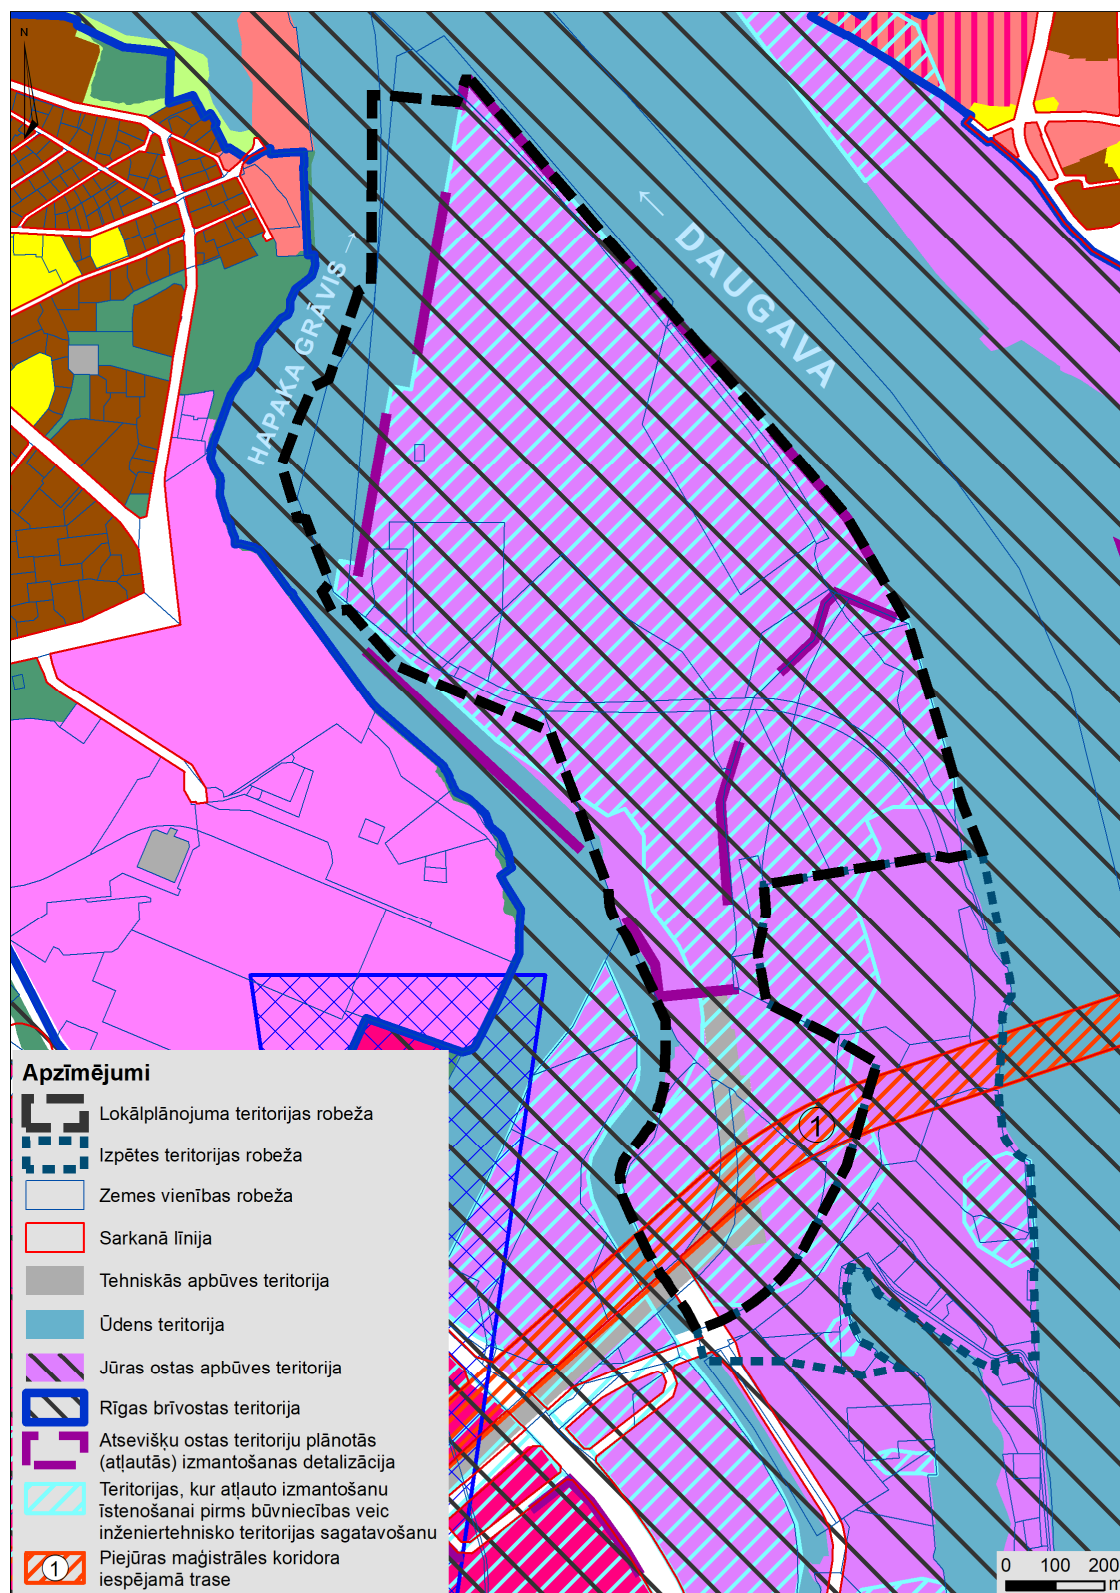 N
← DAUGAVA
HAPAKA GRĀVIS →
1
Apzīmējumi
Lokālplānojuma teritorijas robeža
Izpētes teritorijas robeža
Zemes vienības robeža
Sarkanā līnija
Tehniskās apbūves teritorija
Ūdens teritorija
Jūras ostas apbūves teritorija
Rīgas brīvostas teritorija
Atsevišķu ostas teritoriju plānotās
(atļautās) izmantošanas detalizācija
Teritorijas, kur atļauto izmantošanu
īstenošanai pirms būvniecības veic
inženiertehnisko teritorijas sagatavošanu
1 Piejūras maģistrāles koridora
iespējamā trase
0 100 200
m